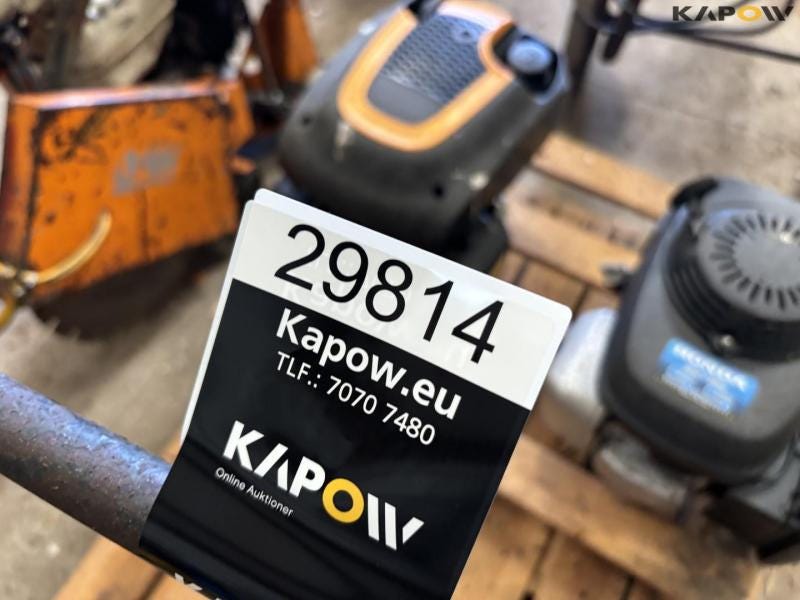 KAPOW
29814
Kapow.eu
TLF.: 7070 7480
KAPOW
Online Auktioner
HONDA